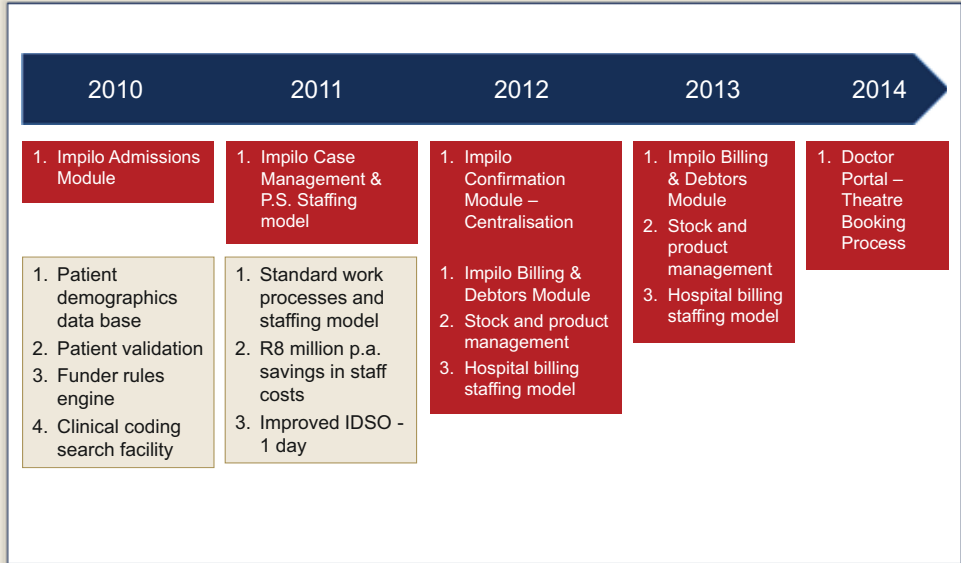 2010
2011
2012
2013
2014
1. Impilo Admissions
Module
1. Patient
demographics
data base
2. Patient validation
3. Funder rules
engine
4. Clinical coding
search facility
1. Impilo Case
Management &
P.S. Staffing
model
1. Standard work
processes and
staffing model
2. R8 million p.a.
savings in staff
costs
3. Improved IDSO -
1 day
1. Impilo
Confirmation
Module –
Centralisation
1. Impilo Billing &
Debtors Module
2. Stock and product
management
3. Hospital billing
staffing model
1. Impilo Billing
& Debtors
Module
2. Stock and
product
management
3. Hospital billing
staffing model
1. Doctor
Portal –
Theatre
Booking
Process